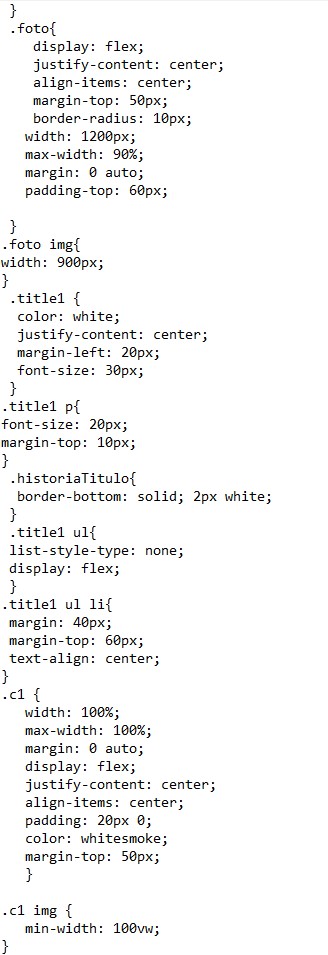 }
.foto{
display: flex;
justify-content: center;
align-items: center;
margin-top: 50px;
border-radius: 10px;
width: 1200px;
max-width: 90%;
margin: 0 auto;
padding-top: 60px;
}
.foto img{
width: 900px;
}
.title1 {
color: white;
justify-content: center;
margin-left: 20px;
font-size: 30px;
}
.title1 p{
font-size: 20px;
margin-top: 10px;
}
.historiaTitulo{
border-bottom: solid; 2px white;
}
.title1 ul{
list-style-type: none;
display: flex;
}
.title1 ul li{
margin: 40px;
margin-top: 60px;
text-align: center;
}
.c1 {
width: 100%;
max-width: 100%;
margin: 0 auto;
display: flex;
justify-content: center;
align-items: center;
padding: 20px 0;
color: whitesmoke;
margin-top: 50px;
}
.c1 img {
min-width: 100vw;
}